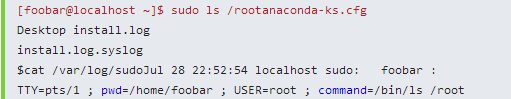 [foobar@localhost ~]$ sudo ls /rootanaconda-ks.cfg
Desktop install.log
install.log.syslog
$cat /var/log/sudoJul 28 22:52:54 localhost sudo:   foobar :
TTY=pts/1 ; pwd=/home/foobar ; USER=root ; command=/bin/ls /root